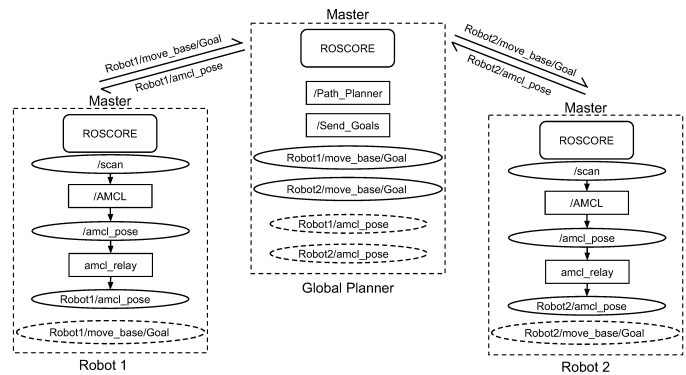 Master
ROSCORE
/Path_Planner
/Send_Goals
Robot1/move_base/Goal
Robot2/move_base/Goal
Robot1/amcl_pose
Robot2/amcl_pose
Global Planner
Robot1/move_base/Goal
Robot1/amcl_pose
Robot2/move_base/Goal
Robot2/amcl_pose
Master
ROSCORE
/scan
/AMCL
/amcl_pose
amcl_relay
Robot1/amcl_pose
Robot1/move_base/Goal
Robot 1
Master
ROSCORE
/scan
/AMCL
/amcl_pose
amcl_relay
Robot2/amcl_pose
Robot2/move_base/Goal
Robot 2